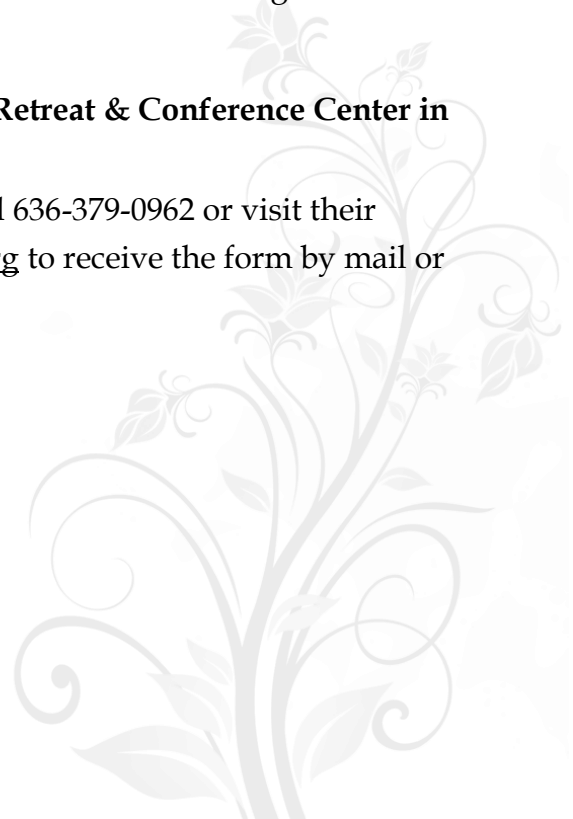 Retreat & Conference Center in
636-379-0962 or visit their
to receive the form by mail or